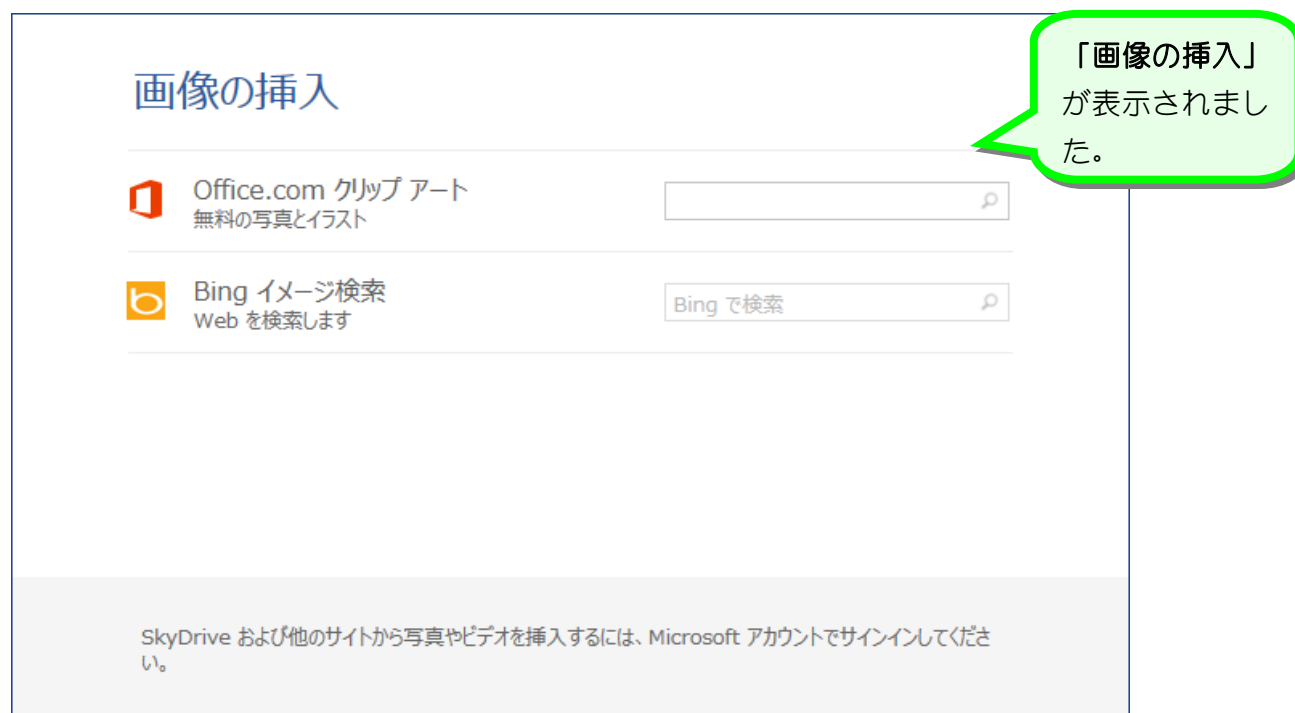 画像の挿入
「画像の挿入」
が表示されまし
た。
Office.com クリップ アート
無料の写真とイラスト
Bing イメージ検索
Web を検索します
Bing で検索
SkyDrive および他のサイトから写真やビデオを挿入するには、Microsoft アカウントでサインインしてくださ
い。